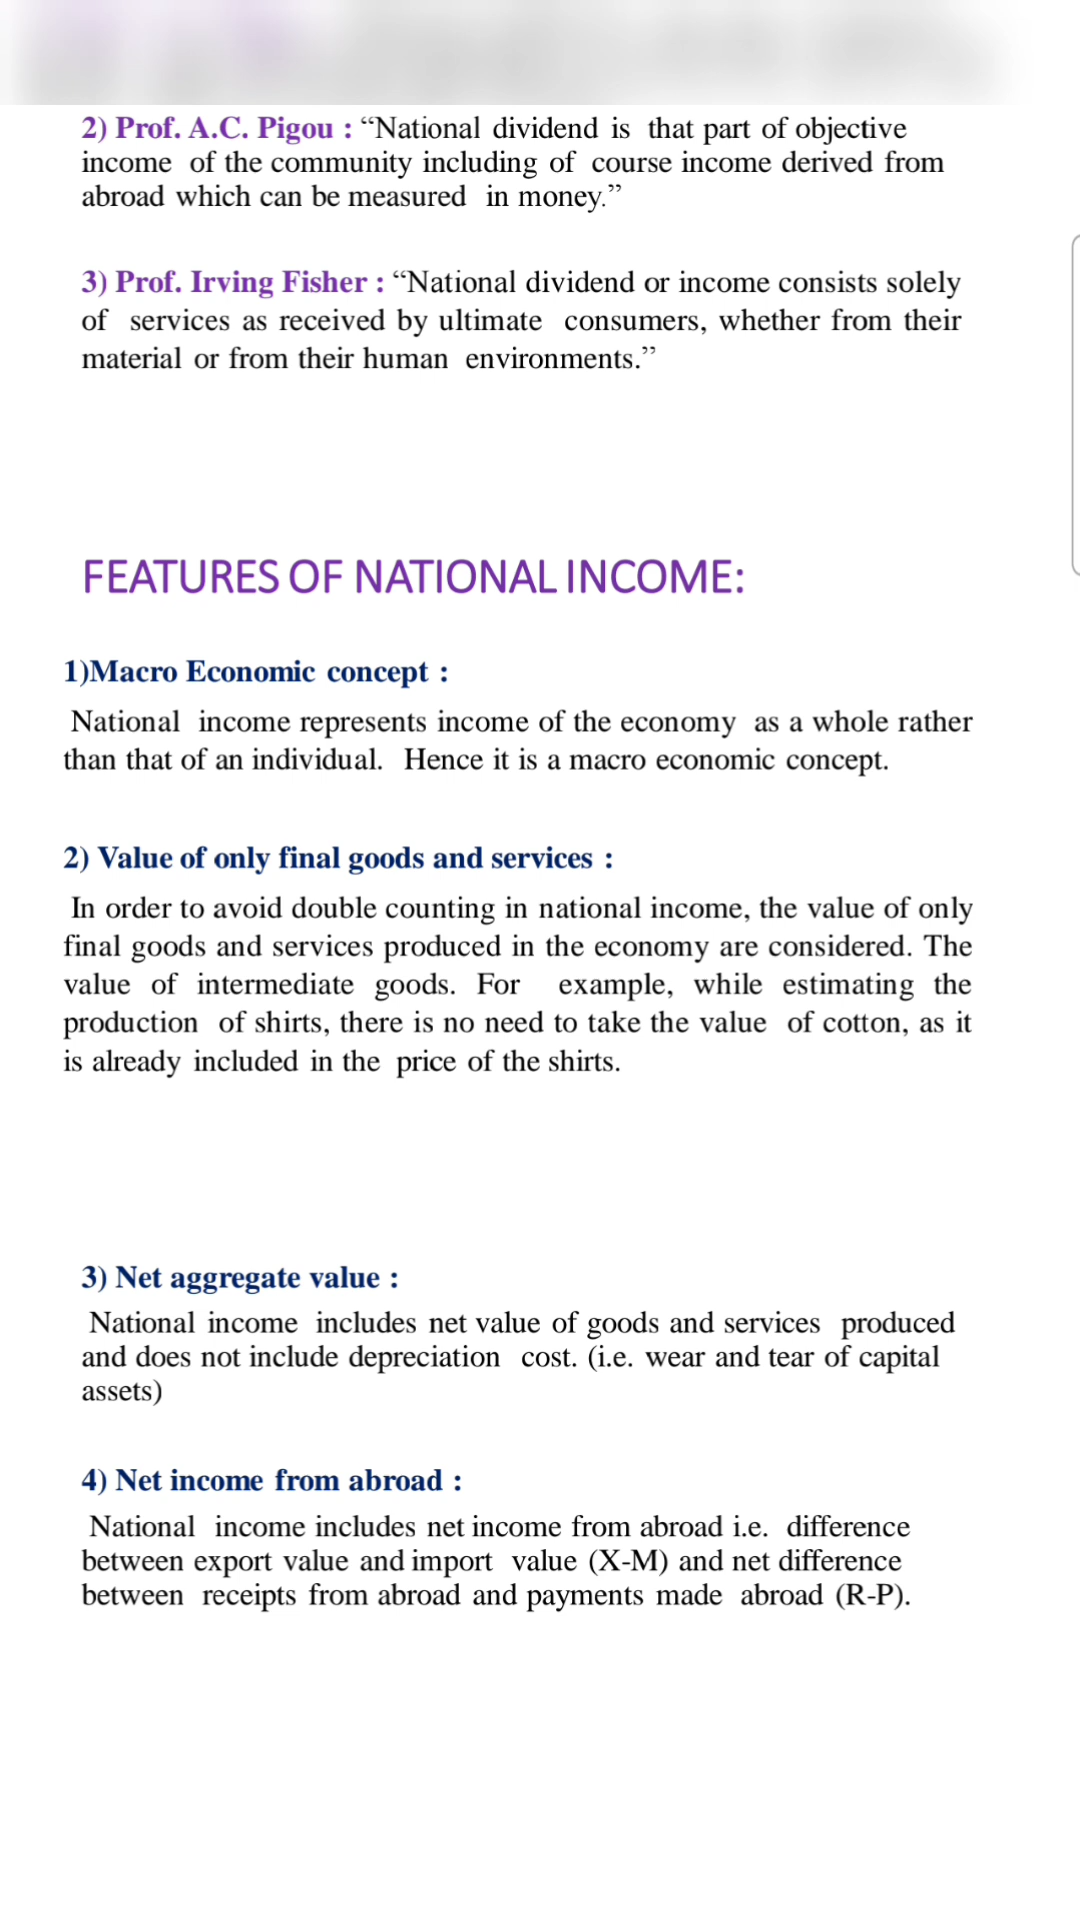 2) Prof. A.C. Pigou : “National dividend is that part of objective
income of the community including of course income derived from
abroad which can be measured in money.”
3) Prof. Irving Fisher : “National dividend or income consists solely
of services as received by ultimate consumers, whether from their
material or from their human environments.”
FEATURES OF NATIONAL INCOME:
1)Macro Economic concept :
National income represents income of the economy as a whole rather
than that of an individual. Hence it is a macro economic concept.
2) Value of only final goods and services :
In order to avoid double counting in national income, the value of only
final goods and services produced in the economy are considered. The
value of intermediate goods. For example, while estimating the
production of shirts, there is no need to take the value of cotton, as it
is already included in the price of the shirts.
3) Net aggregate value :
National income includes net value of goods and services produced
and does not include depreciation cost. (i.e. wear and tear of capital
assets)
4) Net income from abroad :
National income includes net income from abroad i.e. difference
between export value and import value (X-M) and net difference
between receipts from abroad and payments made abroad (R-P).